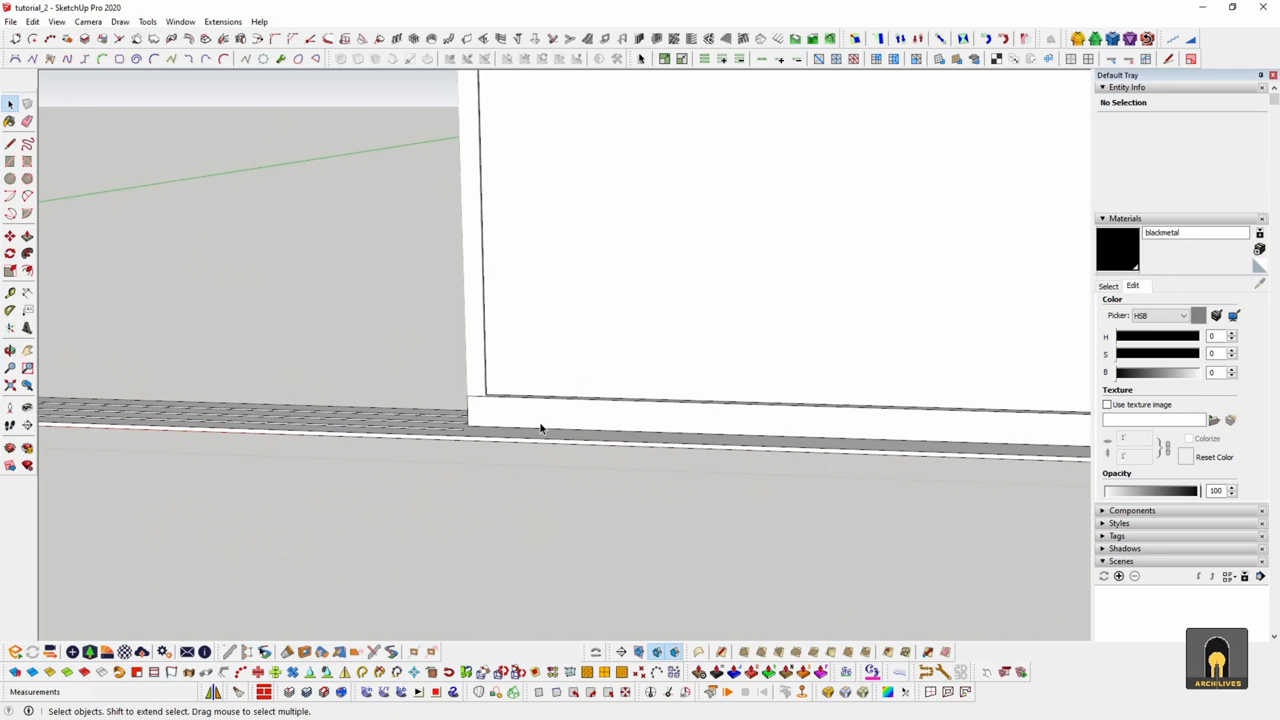 tutorial_2 - SketchUp Pro 2020
File Edit View Camera Draw Tools Window Extensions Help
Default Tray
Entity Info
No Selection
Materials
blackmetal
Select Edit
Color
Picker: HSB
H 0
S 0
B 0
Texture
Use texture image
1' Colorize
1' Reset Color
Opacity
100
Components
Styles
Tags
Shadows
Scenes
ARCHILIVES
Measurements
Select objects. Shift to extend select. Drag mouse to select multiple.